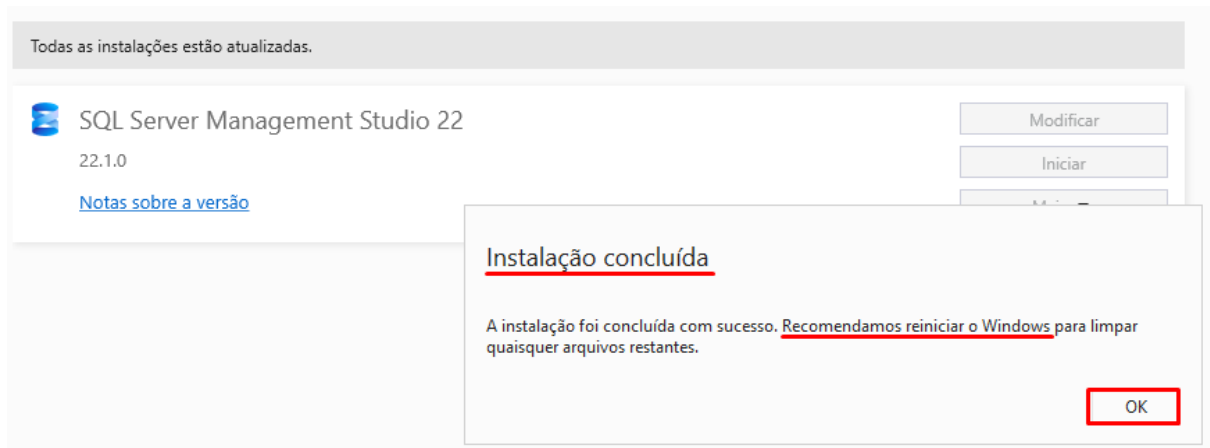 Todas as instalações estão atualizadas.
SQL Server Management Studio 22
Modificar
22.1.0
Iniciar
Notas sobre a versão
Instalação concluída
A instalação foi concluída com sucesso. Recomendamos reiniciar o Windows para limpar
quaisquer arquivos restantes.
OK